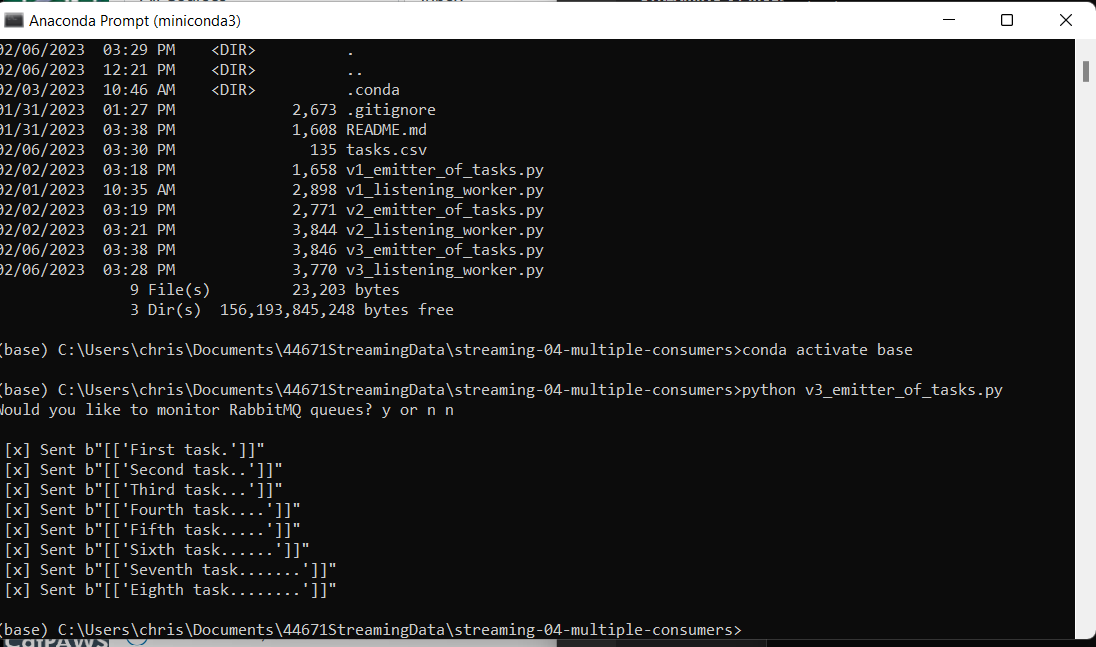 Anaconda Prompt (miniconda3)
02/06/2023  03:29 PM    <DIR>          .
02/06/2023  12:21 PM    <DIR>          ..
02/03/2023  10:46 AM    <DIR>          .conda
01/31/2023  01:27 PM             2,673 .gitignore
01/31/2023  03:38 PM             1,608 README.md
02/06/2023  03:30 PM               135 tasks.csv
02/02/2023  03:18 PM             1,658 v1_emitter_of_tasks.py
02/01/2023  10:35 AM             2,898 v1_listening_worker.py
02/02/2023  03:19 PM             2,771 v2_emitter_of_tasks.py
02/02/2023  03:21 PM             3,844 v2_listening_worker.py
02/06/2023  03:38 PM             3,846 v3_emitter_of_tasks.py
02/06/2023  03:28 PM             3,770 v3_listening_worker.py
9 File(s)         23,203 bytes
3 Dir(s)  156,193,845,248 bytes free
(base) C:\Users\chris\Documents\44671StreamingData\streaming-04-multiple-consumers>conda activate base
(base) C:\Users\chris\Documents\44671StreamingData\streaming-04-multiple-consumers>python v3_emitter_of_tasks.py
Would you like to monitor RabbitMQ queues? y or n n
[x] Sent b"[['First task.']]"
[x] Sent b"[['Second task..']]"
[x] Sent b"[['Third task...']]"
[x] Sent b"[['Fourth task....']]"
[x] Sent b"[['Fifth task.....']]"
[x] Sent b"[['Sixth task......']]"
[x] Sent b"[['Seventh task.......']]"
[x] Sent b"[['Eighth task........']]"
(base) C:\Users\chris\Documents\44671StreamingData\streaming-04-multiple-consumers>